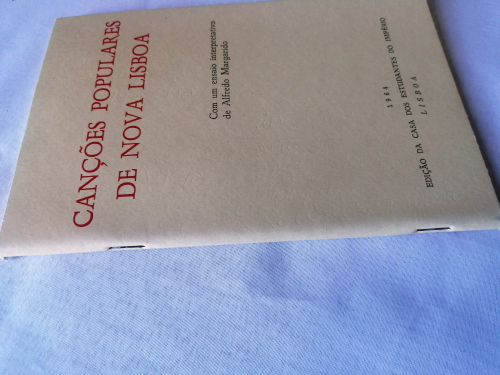 CANÇÕES POPULARES
DE NOVA LISBOA
Com um ensaio interpretativo
de Alfredo Margarido
1964
EDIÇÃO DA CASA DOS ESTUDANTES DO IMPÉRIO
LISBOA